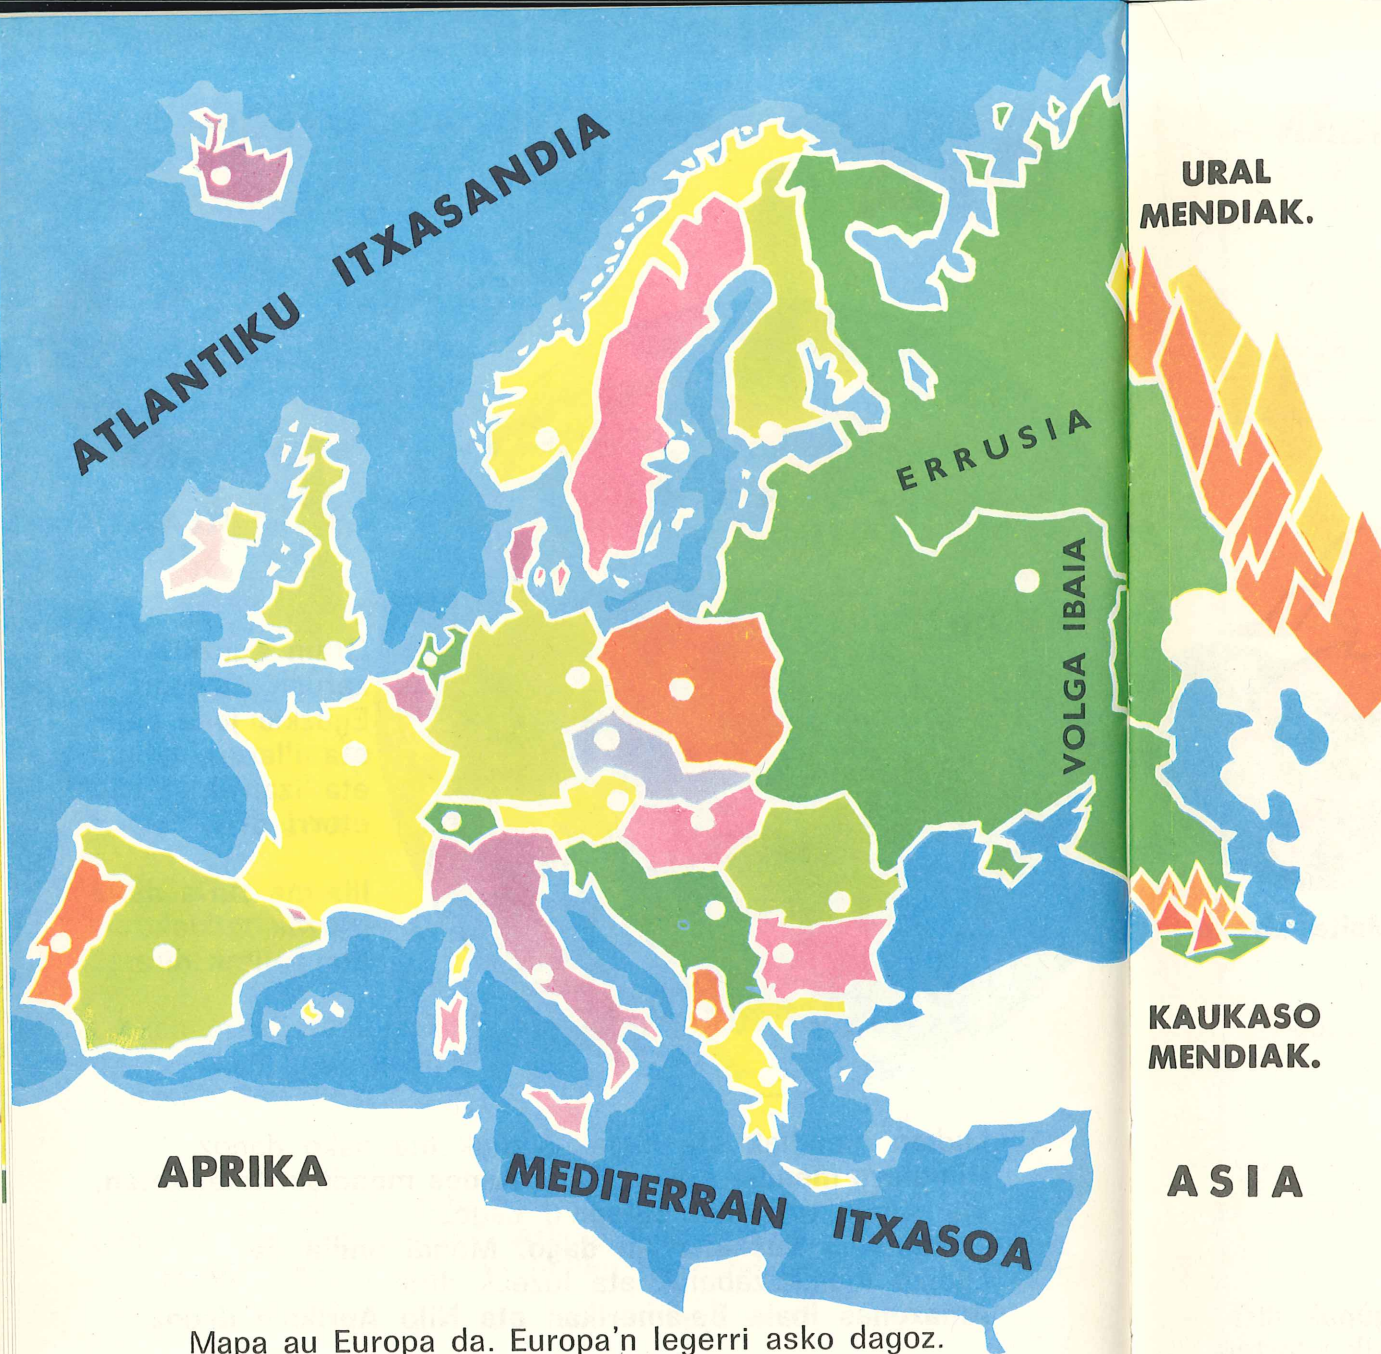 ATLANTIKU ITXASANDIA
URAL
MENDIAK.
ERRUSIA
VOLGA IBAIA
KAUKASO
MENDIAK.
APRIKA
MEDITERRAN ITXASOA
ASIA
Mapa au Europa da. Europa'n legerri asko dagoz.